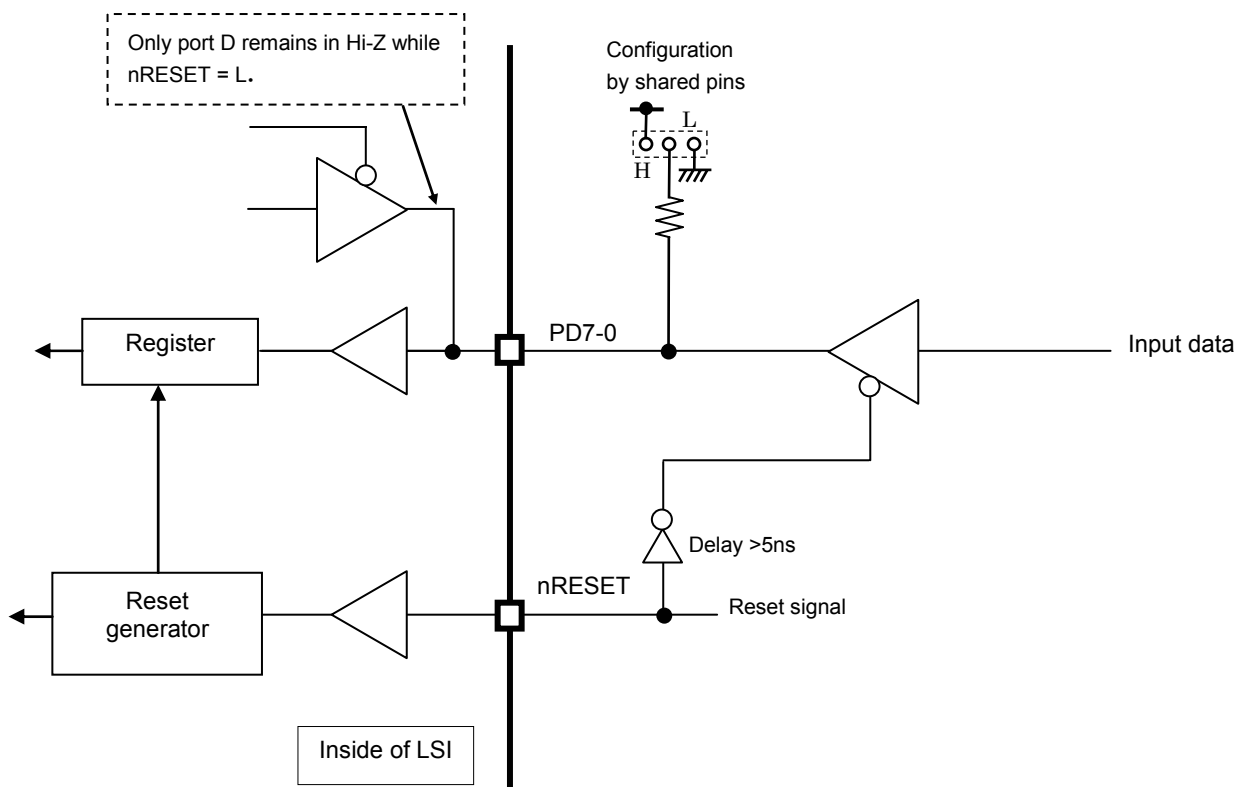 Only port D remains in Hi-Z while
nRESET = L.
Configuration
by shared pins
L
H
PD7-0
Register
Input data
Delay >5ns
nRESET
Reset
generator
Reset signal
Inside of LSI